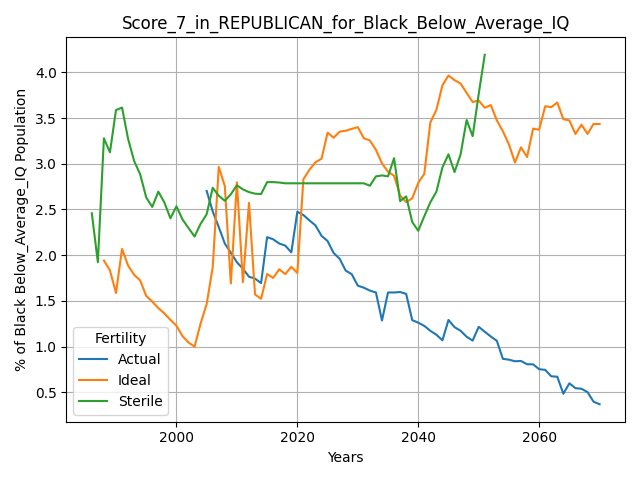 Score_7_in_REPUBLICAN_for_Black_Below_Average_IQ
% of Black Below_Average_IQ Population
4.0
3.5
3.0
2.5
2.0
1.5
1.0
0.5
Fertility
Actual
Ideal
Sterile
2000 2020 2040 2060
Years